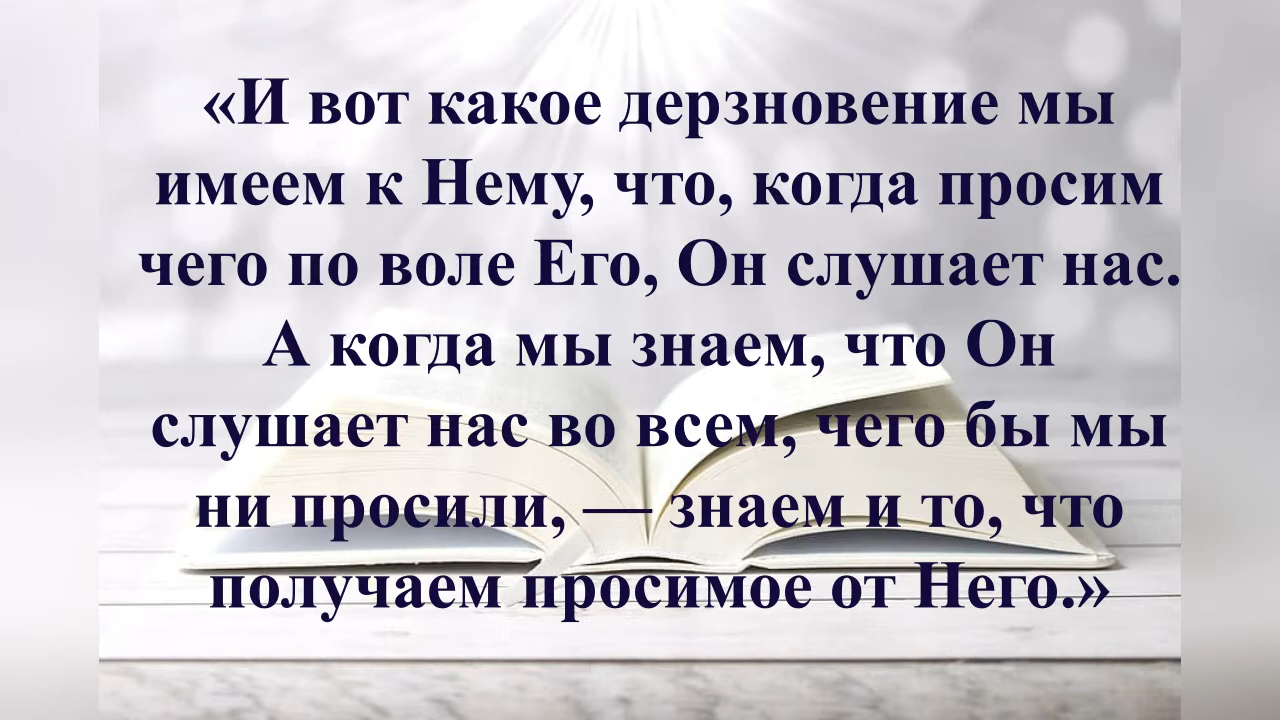 «И вот какое дерзновение мы
имеем к Нему, что, когда просим
чего по воле Его, Он слушает нас.
А когда мы знаем, что Он
слушает нас во всем, чего бы мы
ни просили, — знаем и то, что
получаем просимое от Него.»